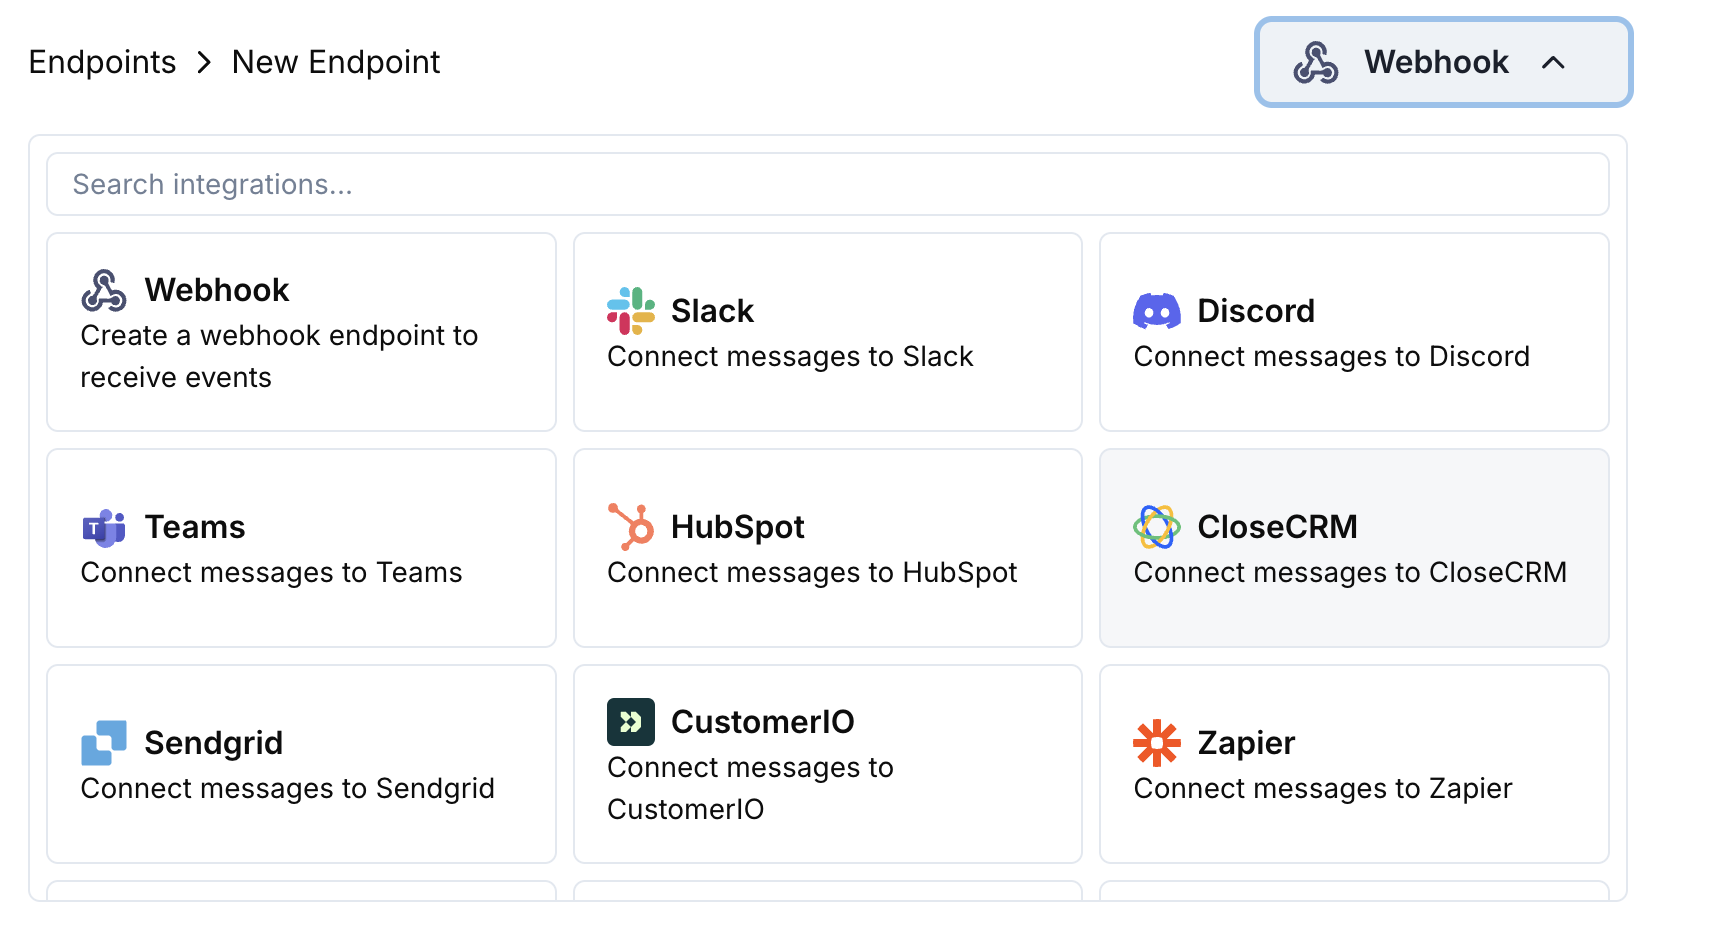 Endpoints > New Endpoint
Webhook
Search integrations...
Webhook
Create a webhook endpoint to
receive events
Slack
Connect messages to Slack
Discord
Connect messages to Discord
Teams
Connect messages to Teams
HubSpot
Connect messages to HubSpot
CloseCRM
Connect messages to CloseCRM
Sendgrid
Connect messages to Sendgrid
CustomerIO
Connect messages to
CustomerIO
Zapier
Connect messages to Zapier